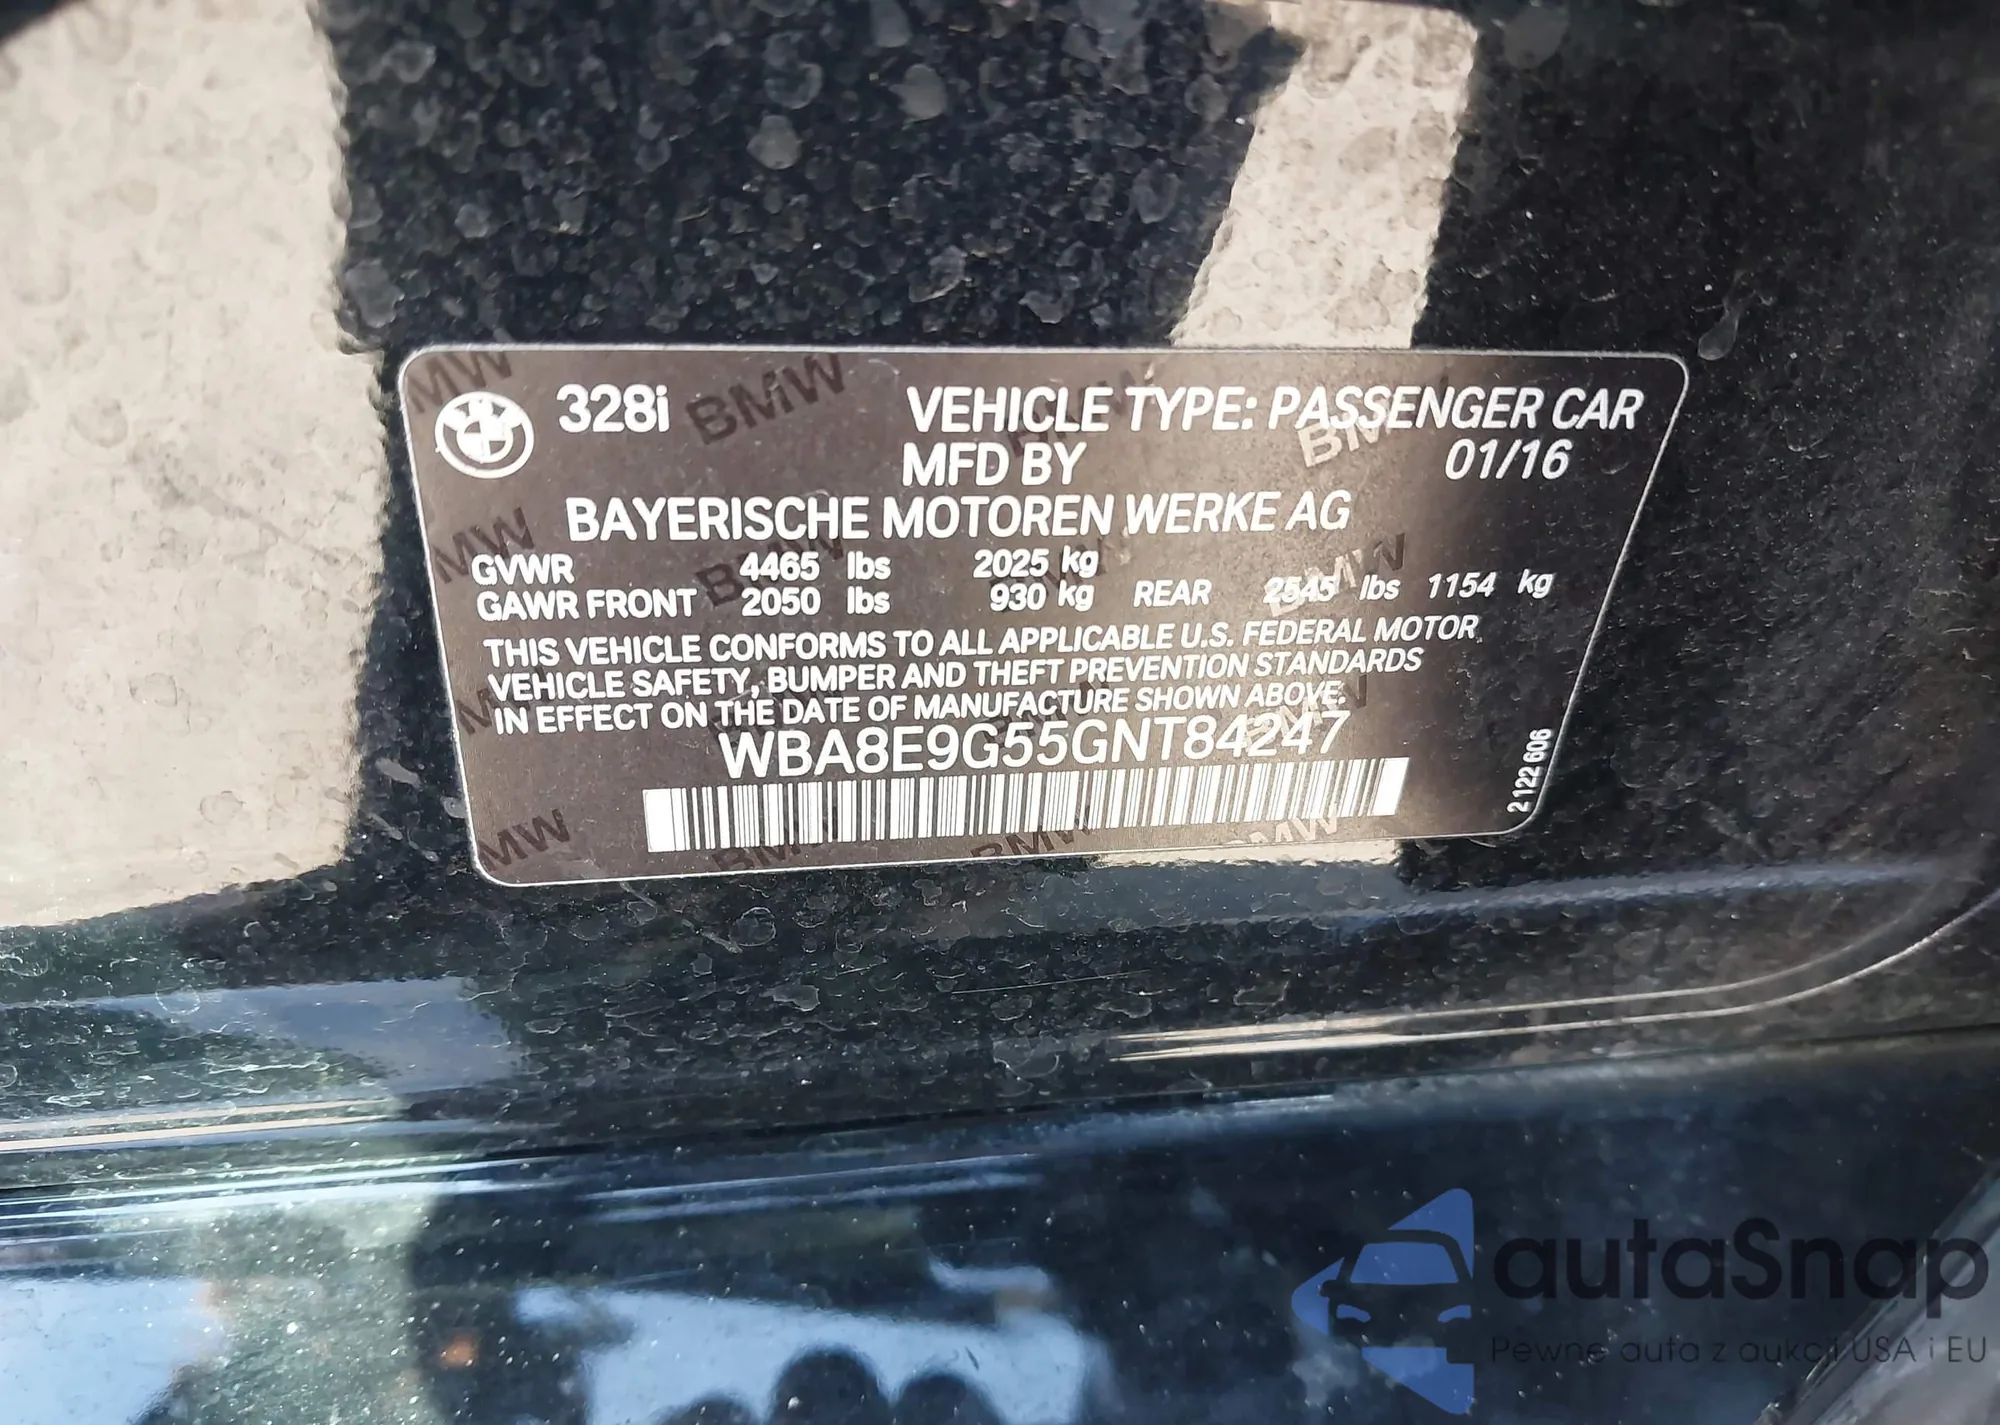 328i VEHICLE TYPE: PASSENGER CAR
MFD BY 01/16
BAYERISCHE MOTOREN WERKE AG
GVWR 4465 lbs 2025 kg
GAWR FRONT 2050 lbs 930 kg REAR 2545 lbs 1154 kg
THIS VEHICLE CONFORMS TO ALL APPLICABLE U.S. FEDERAL MOTOR
VEHICLE SAFETY, BUMPER AND THEFT PREVENTION STANDARDS
IN EFFECT ON THE DATE OF MANUFACTURE SHOWN ABOVE:
WBA8E9G55GNT84247
2 122 606
autaSnap
Pewne auta z aukcji USA i EU